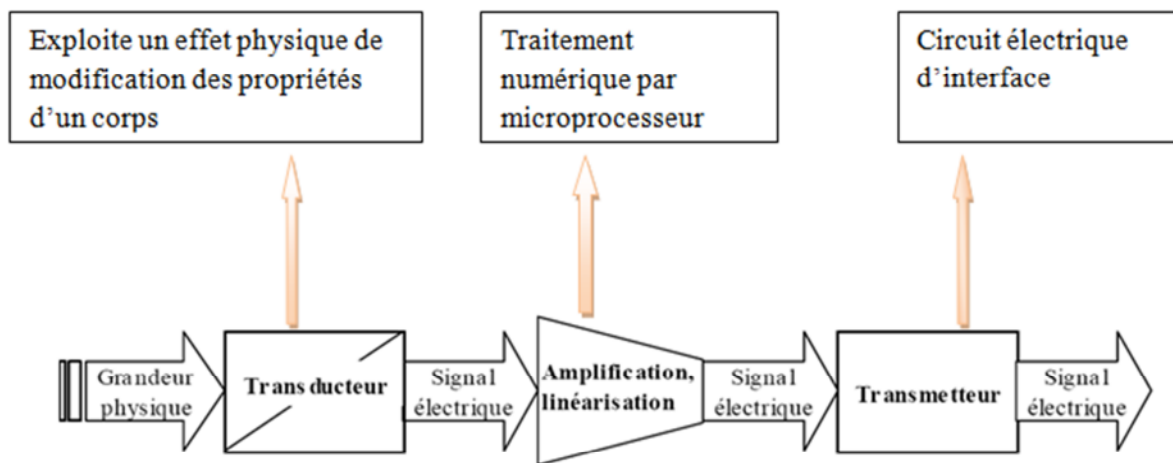 Exploite un effet physique de
modification des propriétés
d'un corps
Traitement
numérique par
microprocesseur
Circuit électrique
d'interface
Grandeur
physique
Transducteur
Signal
électrique
Amplification,
linéarisation
Signal
électrique
Transmetteur
Signal
électrique